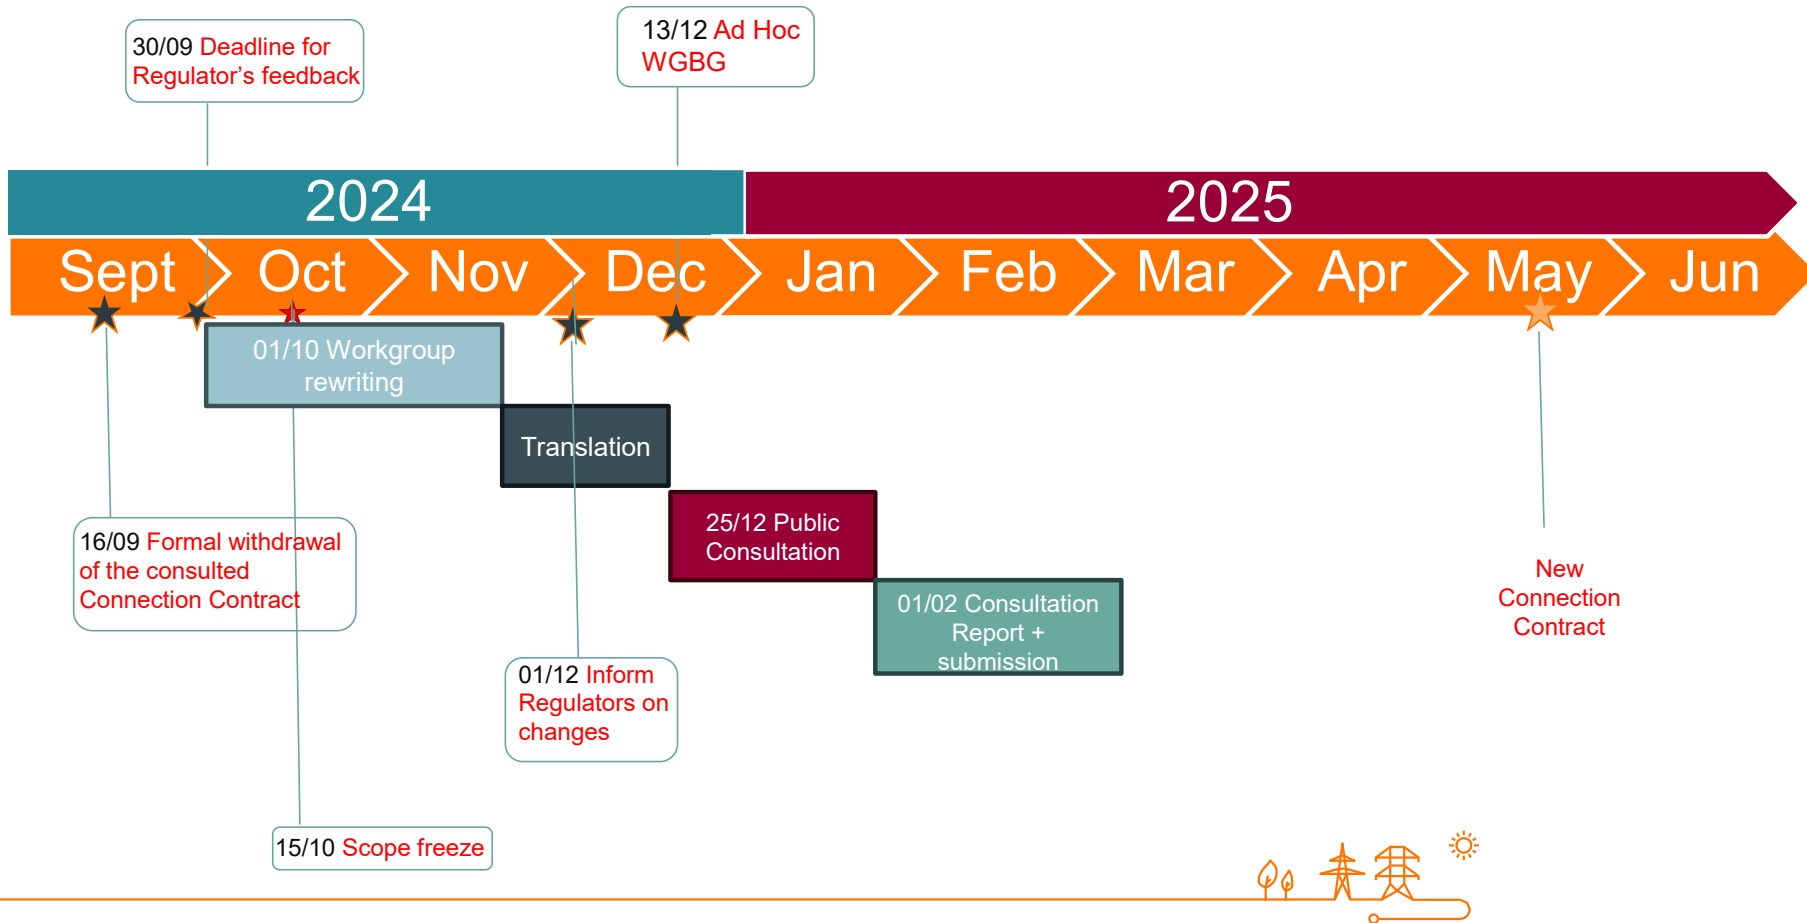 30/09 Deadline for
Regulator’s feedback
13/12 Ad Hoc
WGBG
2024
2025
Sept
Oct
Nov
Dec
Jan
Feb
Mar
Apr
May
Jun
01/10 Workgroup
rewriting
Translation
25/12 Public
Consultation
01/02 Consultation
Report +
submission
16/09 Formal withdrawal
of the consulted
Connection Contract
01/12 Inform
Regulators on
changes
15/10 Scope freeze
New
Connection
Contract